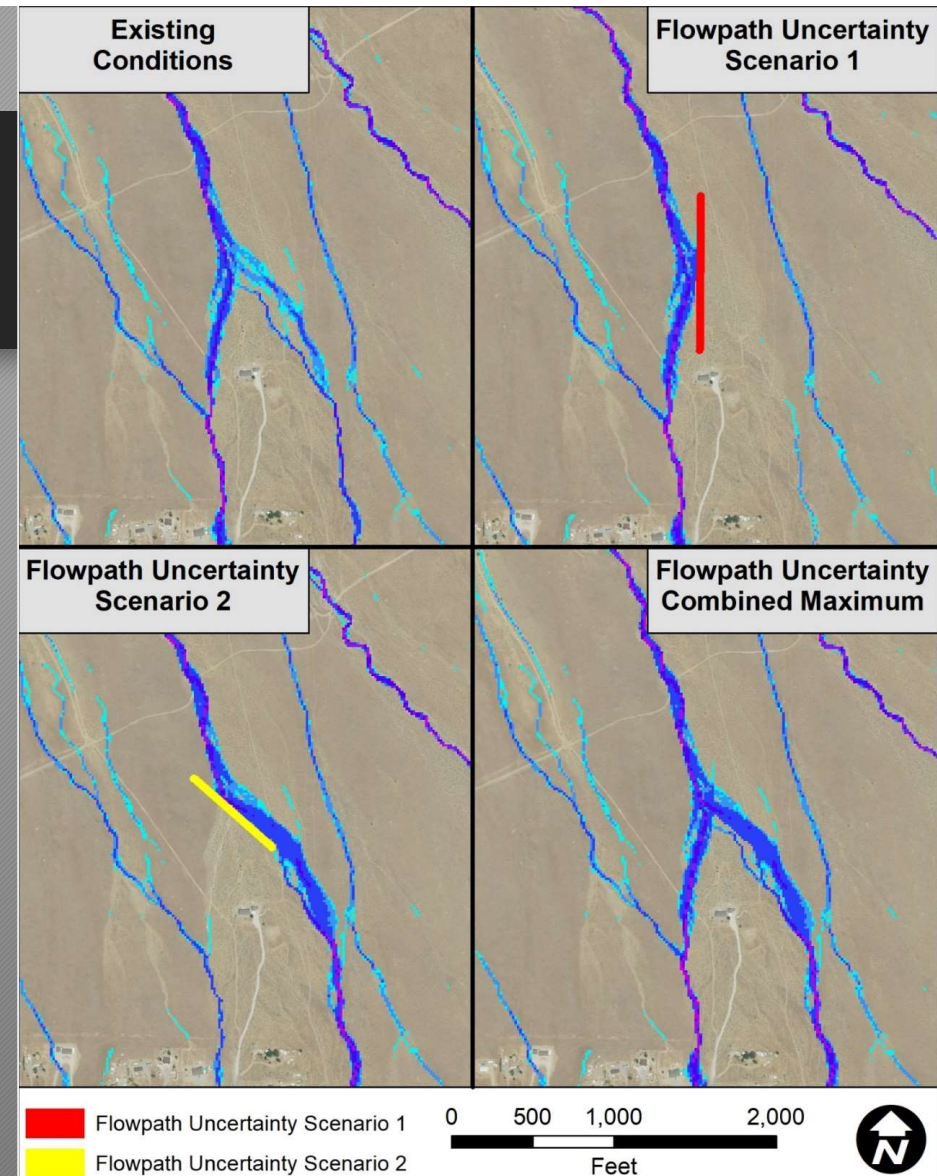 Existing
Conditions
Flowpath Uncertainty
Scenario 1
Flowpath Uncertainty
Scenario 2
Flowpath Uncertainty
Combined Maximum
Flowpath Uncertainty Scenario 1
Flowpath Uncertainty Scenario 2
0 500 1,000 2,000
Feet
N